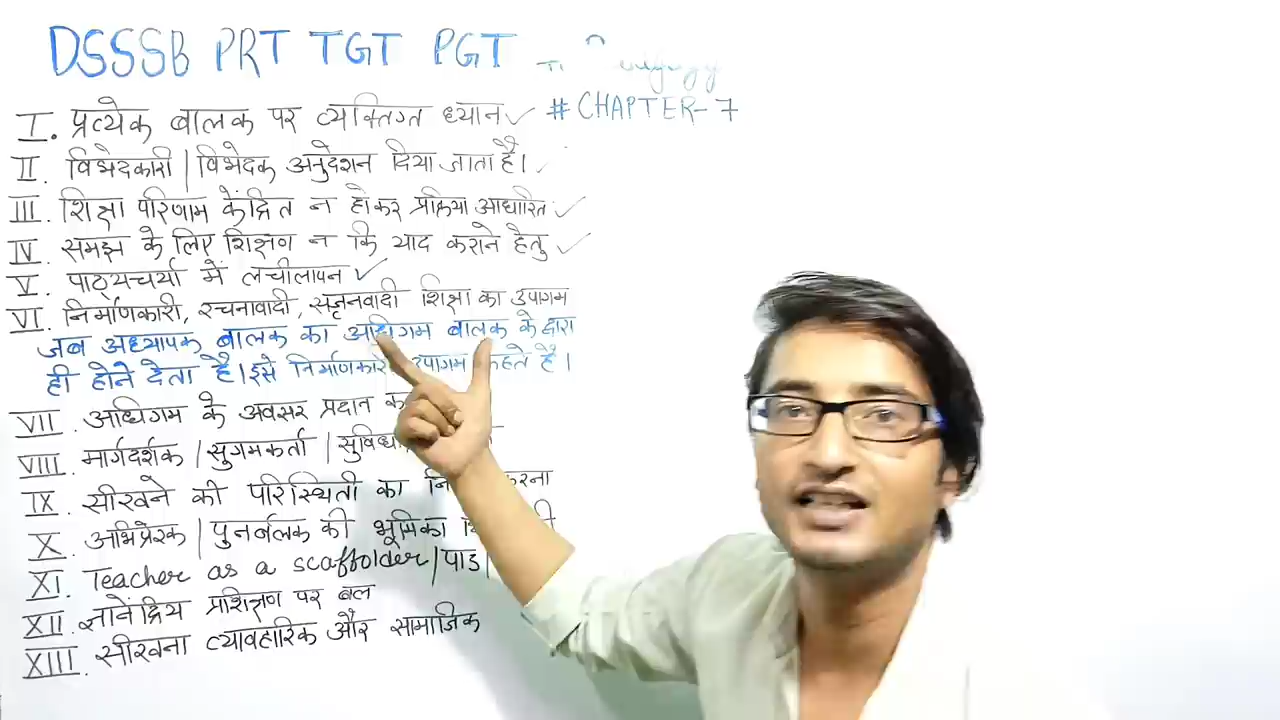 DSSSB PRT TGT PGT
# CHAPTER-7
I. प्रत्येक बालक पर व्यक्तिगत ध्यान ✓
II. विभेदकारी | विभेदक अनुदेशन दिया जाता है। ✓
III. शिक्षा परिणाम केंद्रित न होकर प्रक्रिया आधारित ✓
IV. समझ के लिए शिक्षण न कि याद कराने हेतु ✓
V. पाठ्यचर्या में लचीलापन ✓
VI. निर्माणकारी, रचनावादी, सृजनवादी शिक्षा का उपागम
जब अध्यापक बालक का अधिगम बालक के द्वारा
ही होने देता है। इसे निर्माणकारी उपागम कहते है।
VII. अधिगम के अवसर प्रदान
VIII. मार्गदर्शक | सुगमकर्ता |
IX. सीखने की परिस्थिती का करना
X. अभिप्रेरक | पुनर्बलक की भूमिका
XI. Teacher as a scaffolder | पाड़
XII. ज्ञानेंद्रिय प्रशिक्षण पर बल
XIII. सीखना व्यावहारिक और सामाजिक